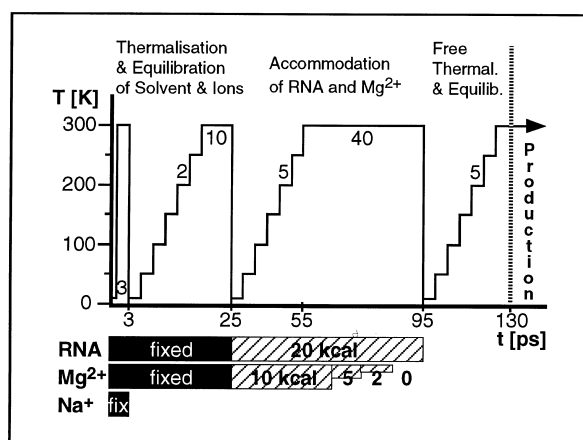 Thermalisation
& Equilibration
of Solvent & Ions
Accommodation
of RNA and Mg²⁺
Free
Thermal.
& Equilib.
T [K]
300
200
100
0
3
2
10
5
40
5
Production
3
25
55
95
130
t [ps]
RNA
fixed
20 kcal
Mg²⁺
fixed
10 kcal
5
2
0
Na⁺
fix